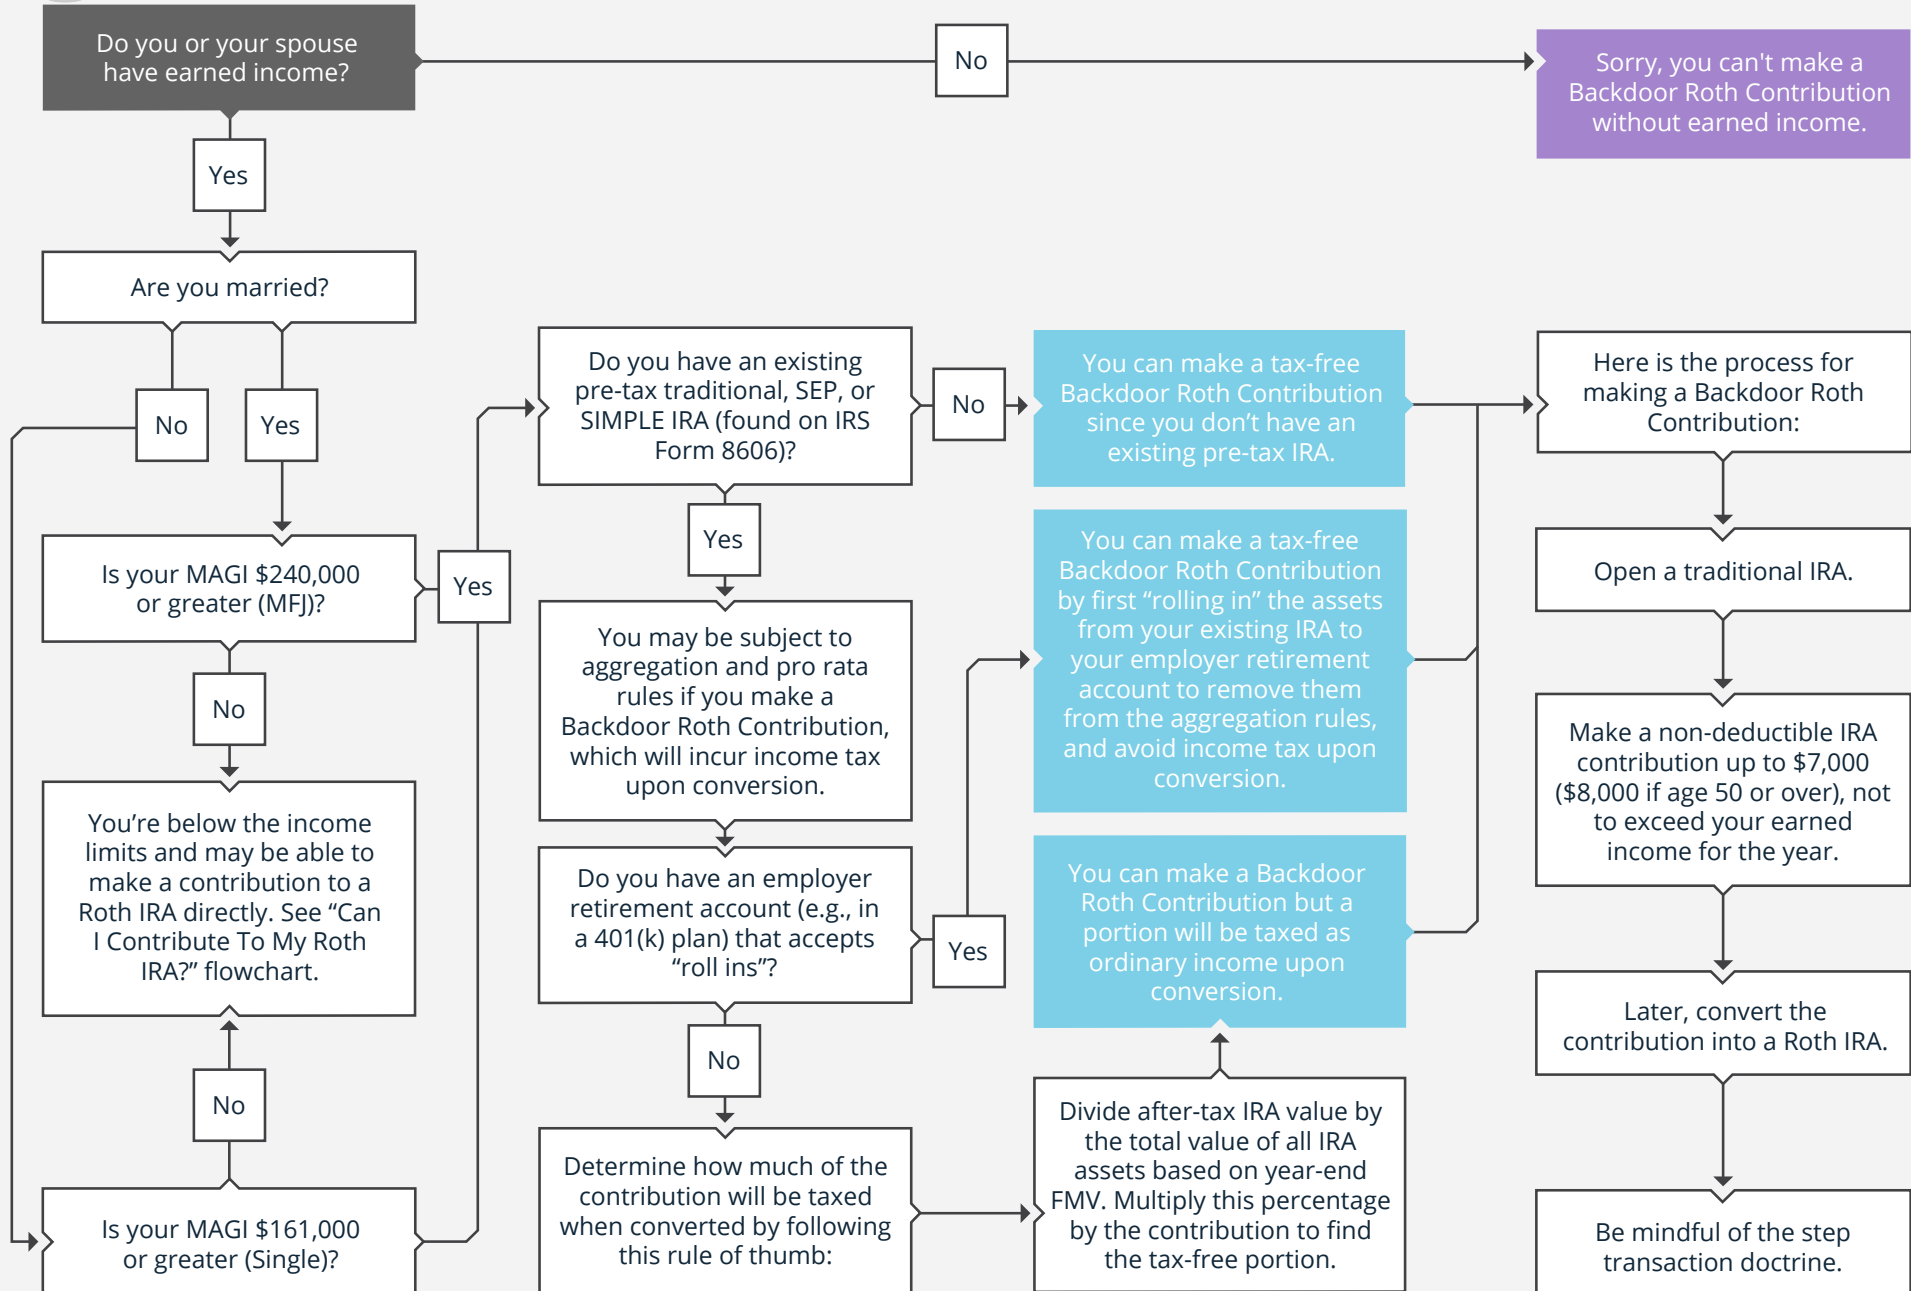 Do you or your spouse
have earned income?
No
Sorry, you can't make a
Backdoor Roth Contribution
without earned income.
Yes
Are you married?
No
Yes
Is your MAGI $240,000
or greater (MFJ)?
Yes
No
You’re below the income
limits and may be able to
make a contribution to a
Roth IRA directly. See “Can
I Contribute To My Roth
IRA?” flowchart.
No
Is your MAGI $161,000
or greater (Single)?
Do you have an existing
pre-tax traditional, SEP, or
SIMPLE IRA (found on IRS
Form 8606)?
No
Yes
You may be subject to
aggregation and pro rata
rules if you make a
Backdoor Roth Contribution,
which will incur income tax
upon conversion.
Do you have an employer
retirement account (e.g., in
a 401(k) plan) that accepts
“roll ins”?
Yes
No
Determine how much of the
contribution will be taxed
when converted by following
this rule of thumb:
You can make a tax-free
Backdoor Roth Contribution
since you don’t have an
existing pre-tax IRA.
You can make a tax-free
Backdoor Roth Contribution
by first “rolling in” the assets
from your existing IRA to
your employer retirement
account to remove them
from the aggregation rules,
and avoid income tax upon
conversion.
You can make a Backdoor
Roth Contribution but a
portion will be taxed as
ordinary income upon
conversion.
Divide after-tax IRA value by
the total value of all IRA
assets based on year-end
FMV. Multiply this percentage
by the contribution to find
the tax-free portion.
Here is the process for
making a Backdoor Roth
Contribution:
Open a traditional IRA.
Make a non-deductible IRA
contribution up to $7,000
($8,000 if age 50 or over), not
to exceed your earned
income for the year.
Later, convert the
contribution into a Roth IRA.
Be mindful of the step
transaction doctrine.